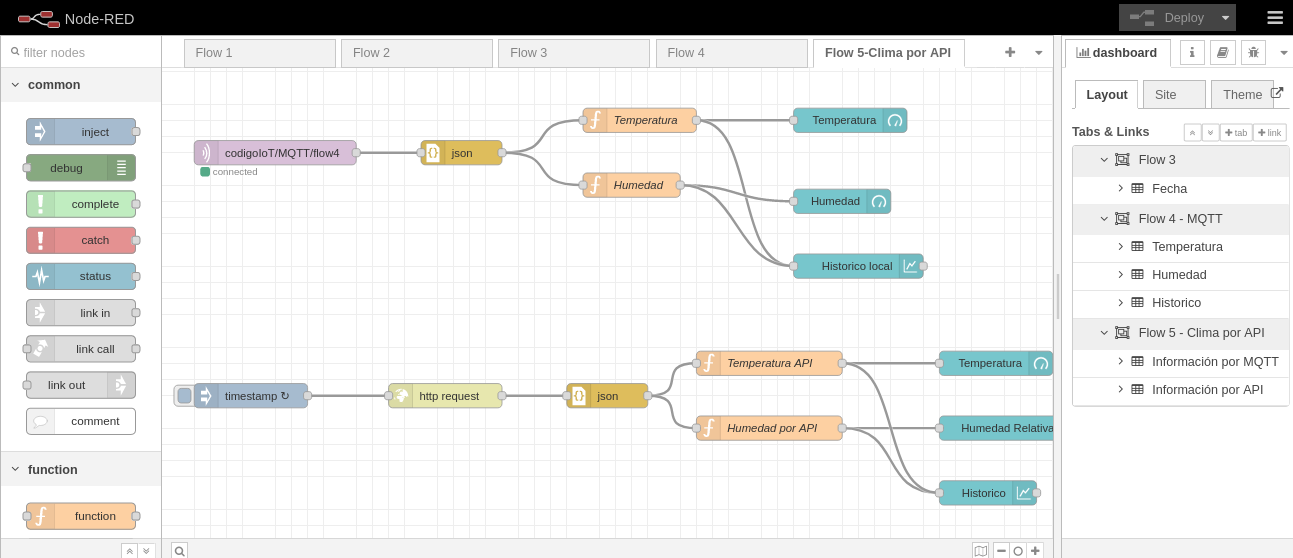 Node-RED
Deploy
filter nodes
common
inject
debug
complete
catch
status
link in
link call
link out
comment
function
function
Flow 1
Flow 2
Flow 3
Flow 4
Flow 5-Clima por API
codigoIoT/MQTT/flow4
connected
json
Temperatura
Humedad
Temperatura
Humedad
Historico local
timestamp ↻
http request
json
Temperatura API
Humedad por API
Temperatura
Humedad Relativa
Historico
dashboard
Layout
Site
Theme
Tabs & Links
tab
link
Flow 3
Fecha
Flow 4 - MQTT
Temperatura
Humedad
Historico
Flow 5 - Clima por API
Información por MQTT
Información por API